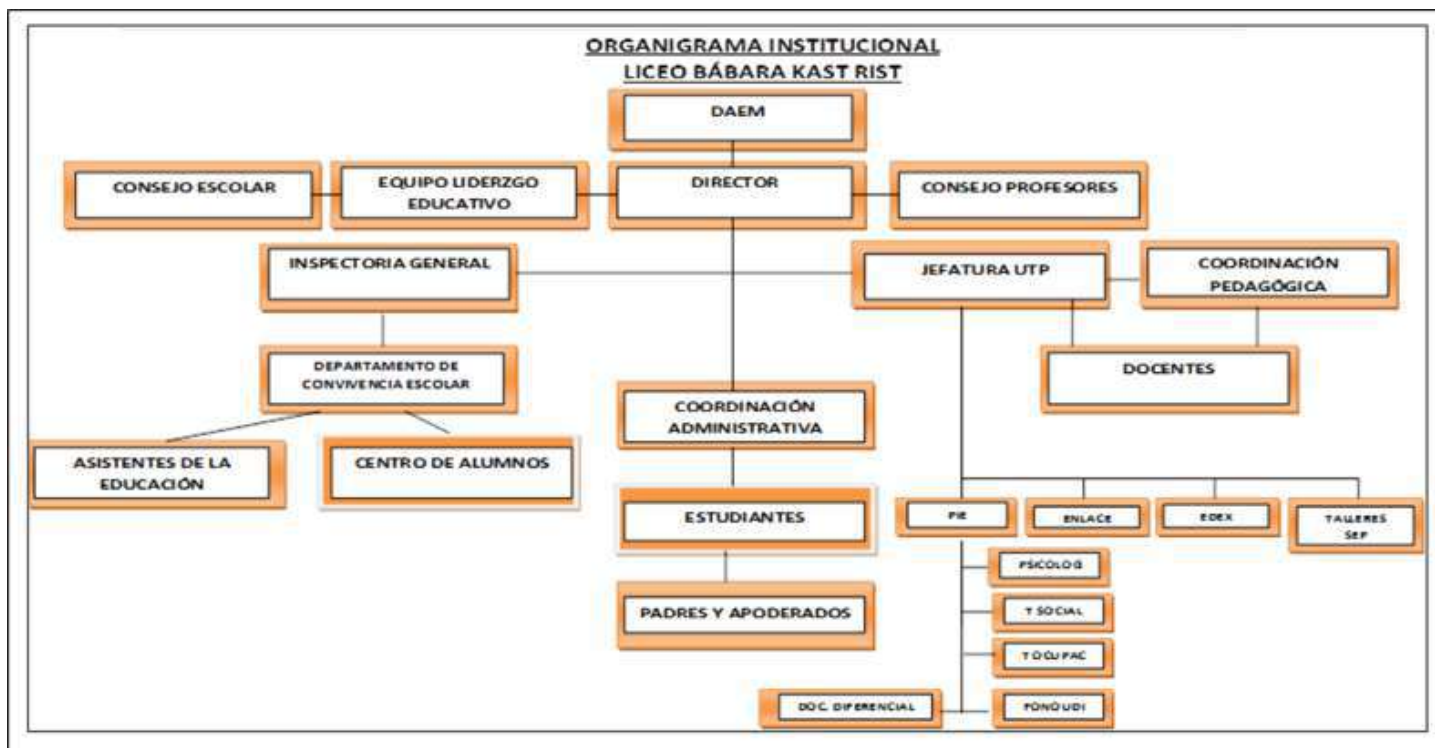 ORGANIGRAMA INSTITUCIONAL
LICEO BÁBARA KAST RIST
DAEM
CONSEJO ESCOLAR
EQUIPO LIDERZGO
EDUCATIVO
DIRECTOR
CONSEJO PROFESORES
INSPECTORIA GENERAL
JEFATURA UTP
COORDINACIÓN
PEDAGÓGICA
DEPARTAMENTO DE
CONVIVENCIA ESCOLAR
DOCENTES
COORDINACIÓN
ADMINISTRATIVA
ASISTENTES DE LA
EDUCACIÓN
CENTRO DE ALUMNOS
ESTUDIANTES
PIE
ENLACE
EDEX
TALLERES
SEP
PSICOLOG
T SOCIAL
PADRES Y APODERADOS
T OCUPAC
DOC. DIFERENCIAL
FONOUDI